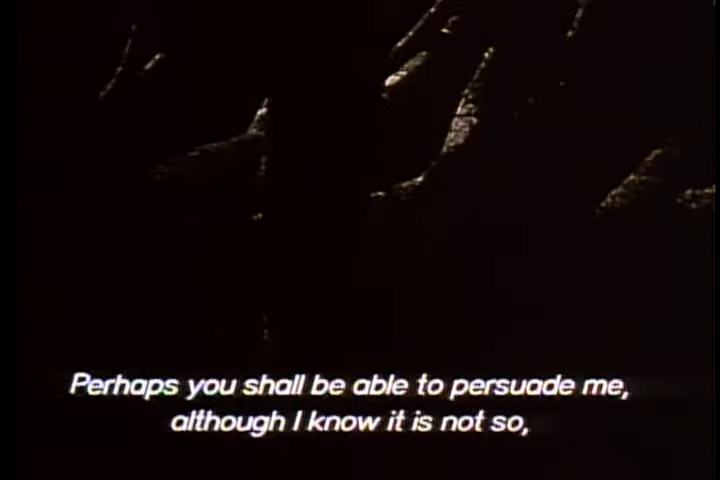 Perhaps you shall be able to persuade me,
although I know it is not so,